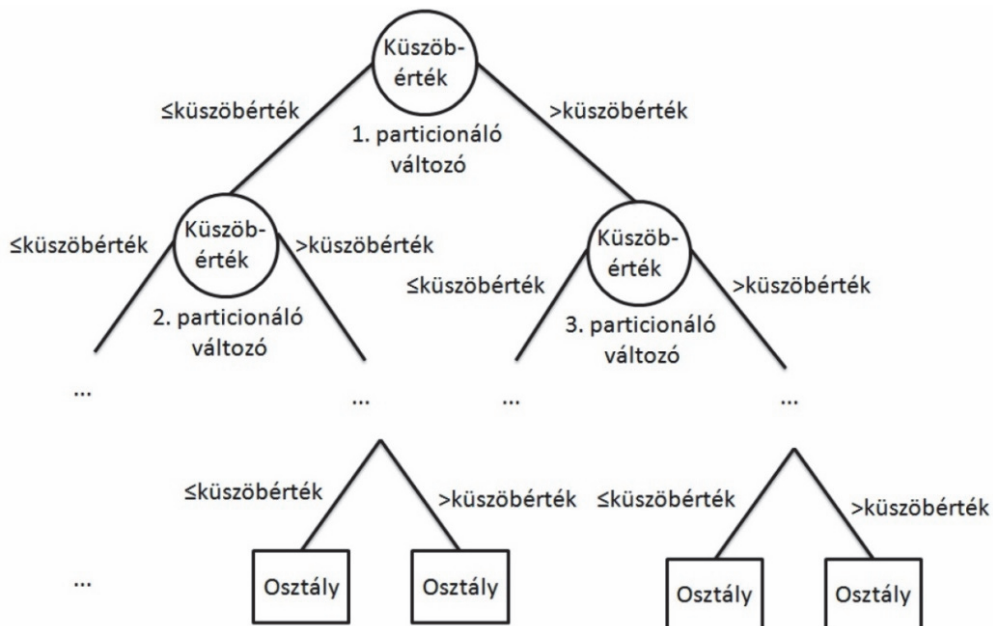 Küszöb-
érték
≤küszöbérték
>küszöbérték
1. particionáló
változó
Küszöb-
érték
≤küszöbérték
>küszöbérték
2. particionáló
változó
Küszöb-
érték
≤küszöbérték
>küszöbérték
3. particionáló
változó
...
...
...
...
≤küszöbérték
>küszöbérték
≤küszöbérték
>küszöbérték
...
Osztály
Osztály
Osztály
Osztály